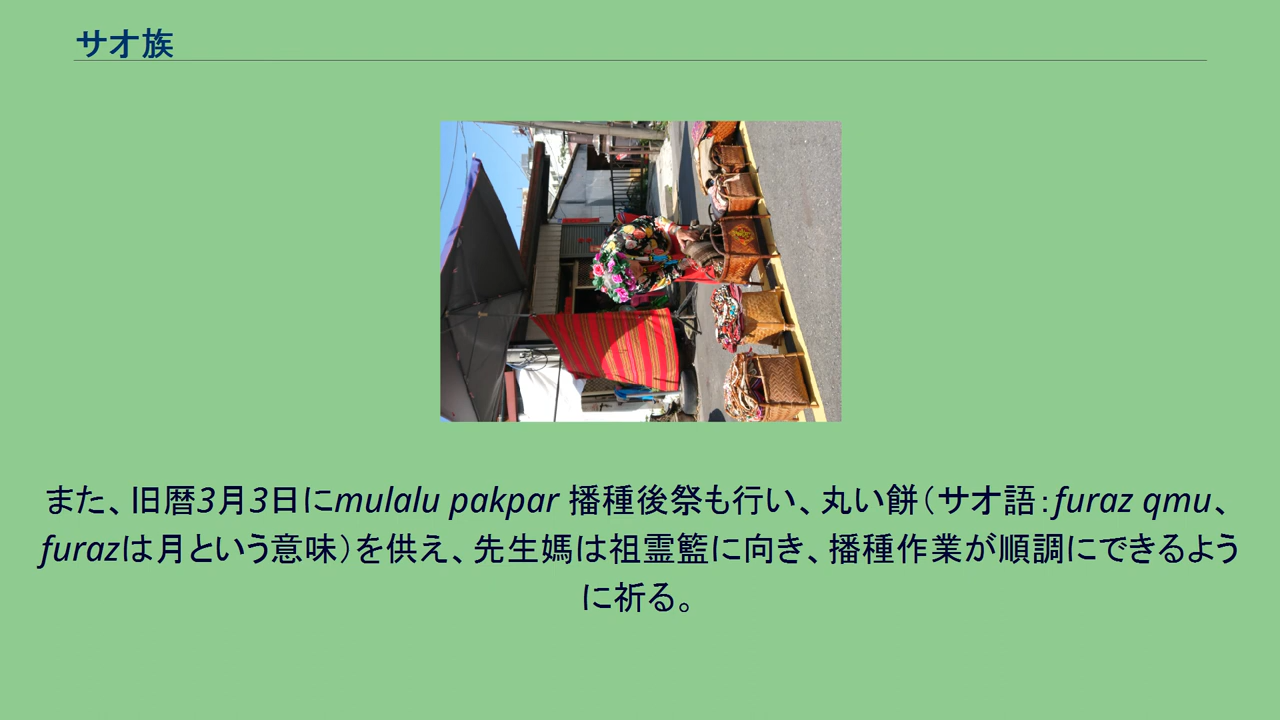 サオ族
また、旧暦3月3日にmulalu pakpar 播種後祭も行い、丸い餅（サオ語：furaz qmu、
furazは月という意味）を供え、先生媽は祖霊籃に向き、播種作業が順調にできるよう
に祈る。